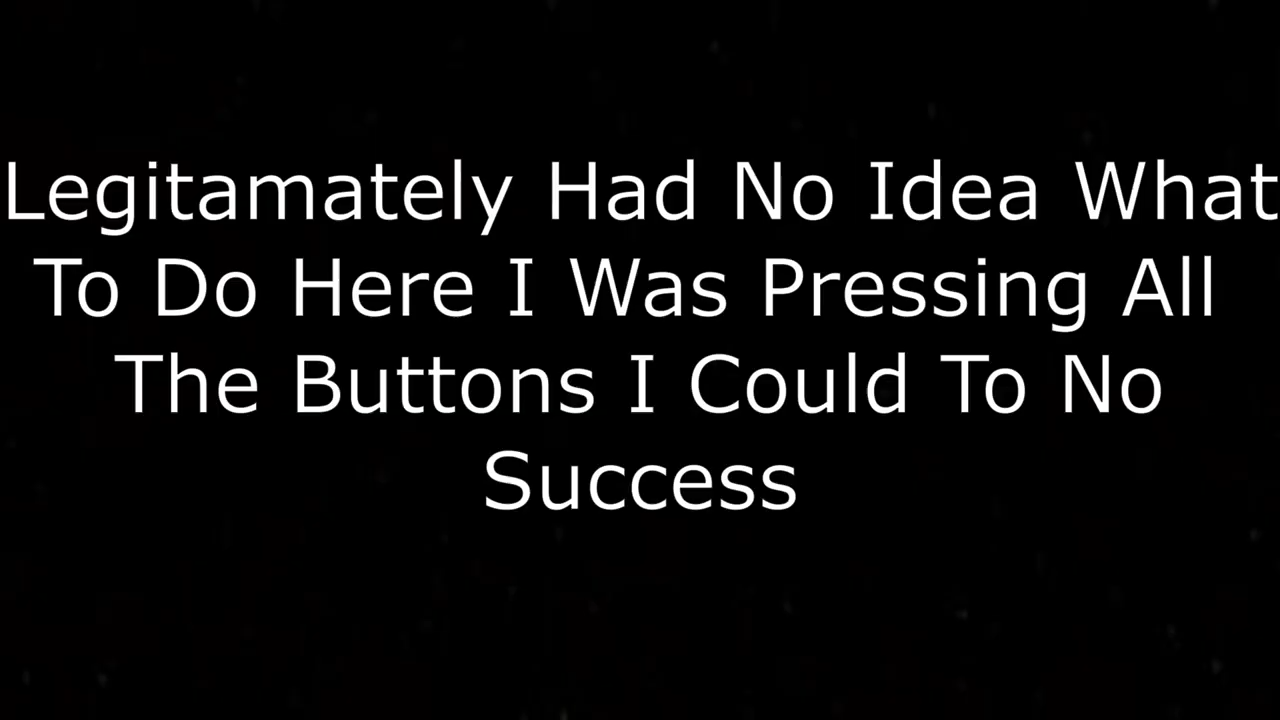 Legitamately Had No Idea What
To Do Here I Was Pressing All
The Buttons I Could To No
Success